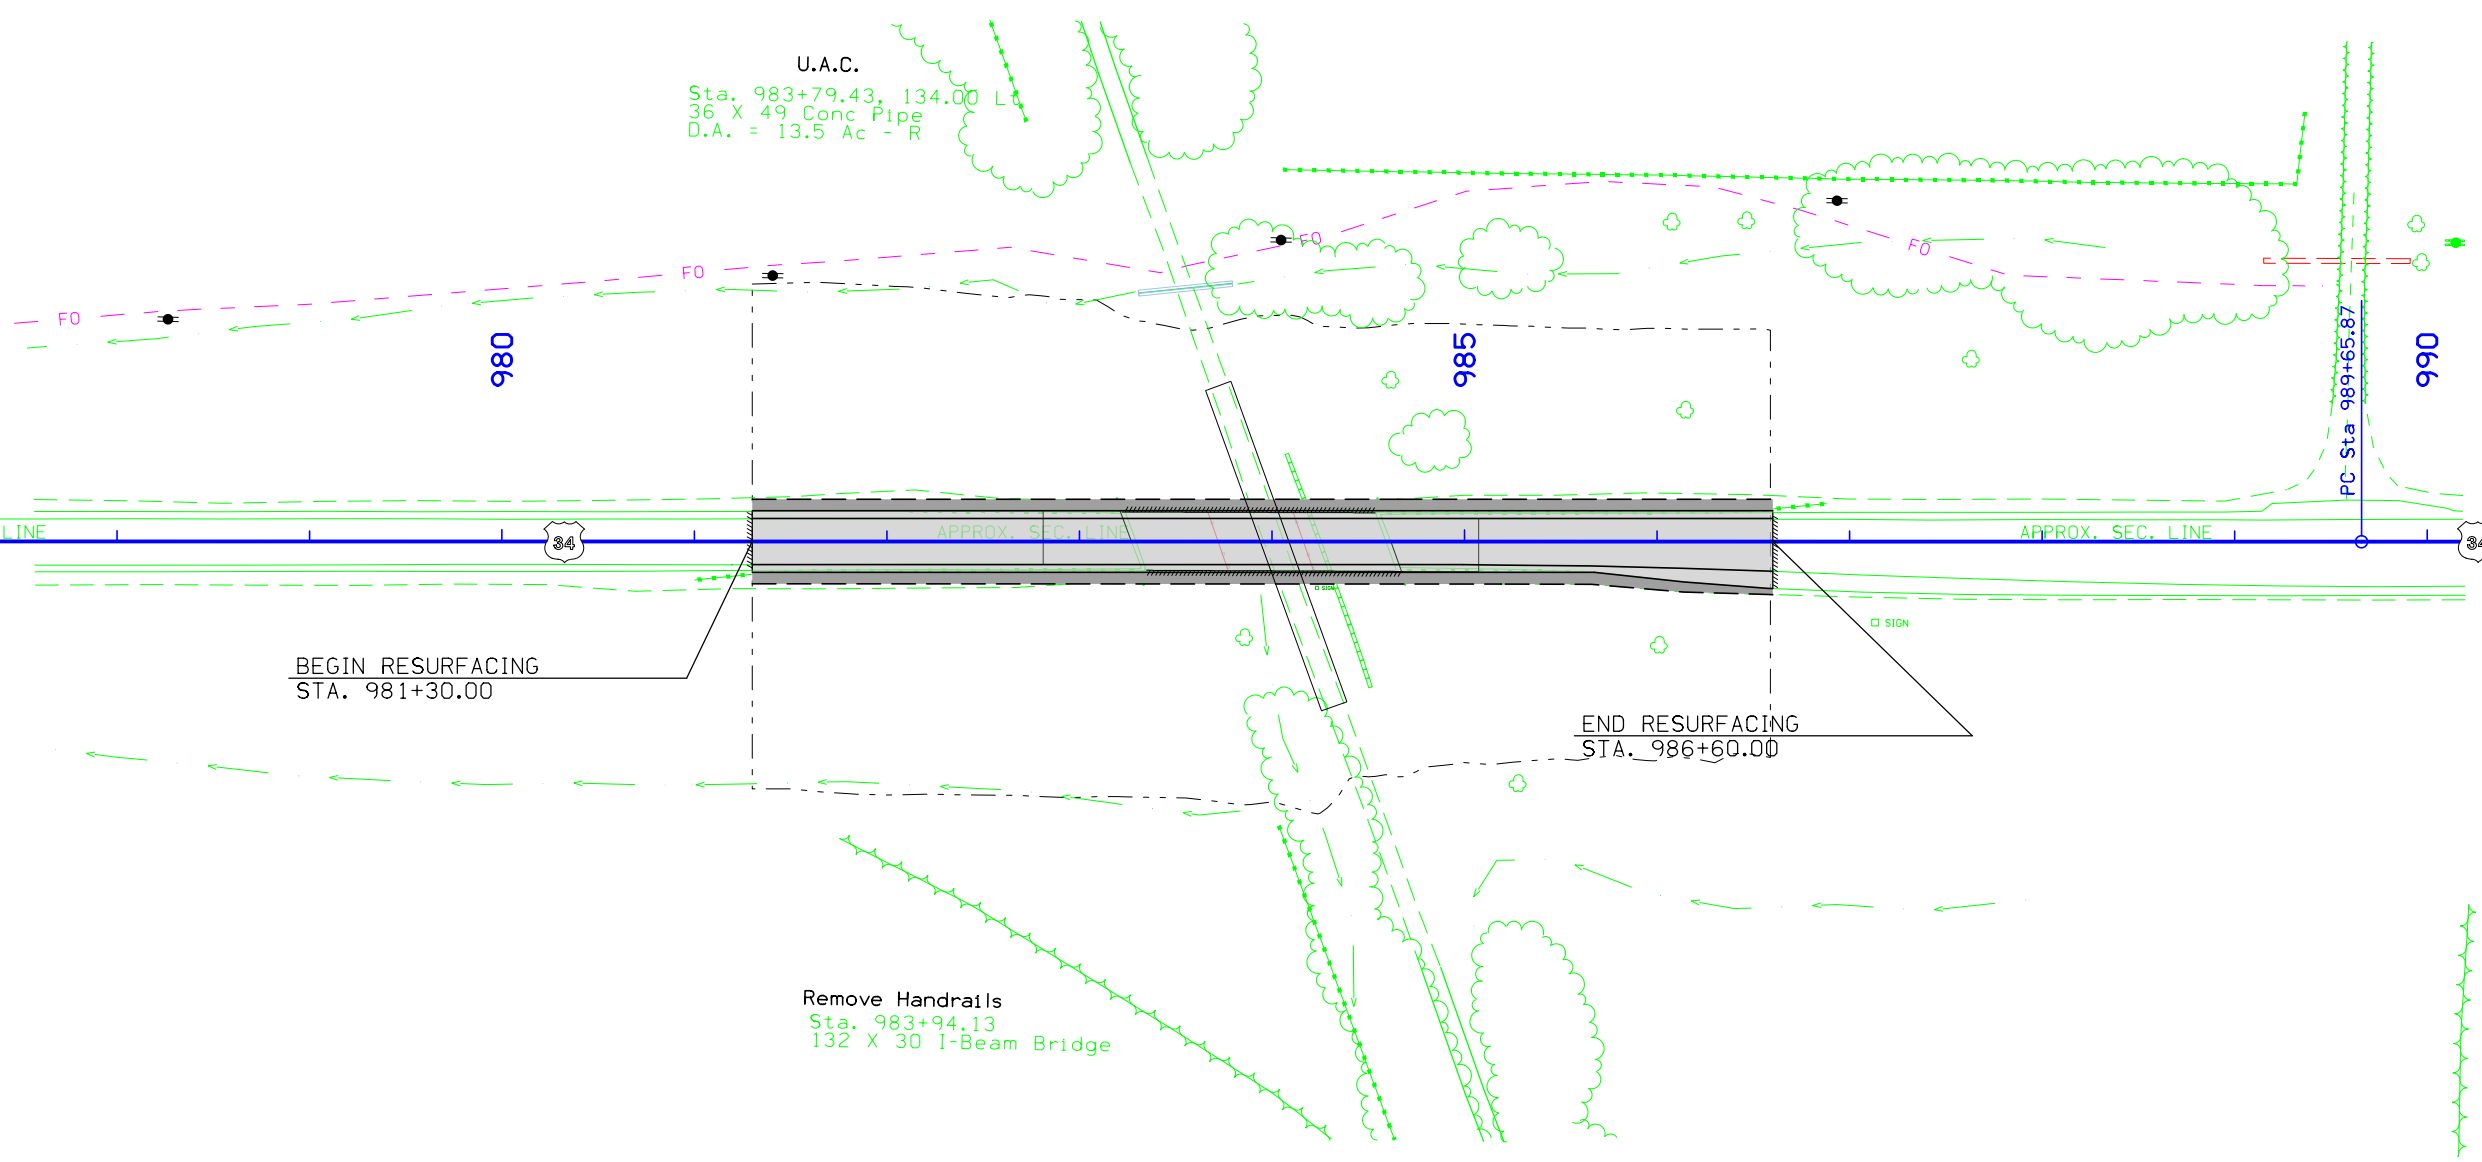 U.A.C.
Sta. 983+79.43, 134.00 Lt
36 X 49 Conc Pipe
D.A. = 13.5 Ac - R
FO
FO
FO
FO
980
985
PC Sta 989+65.87
990
LINE
34
APPROX. SEC. LINE
APPROX. SEC. LINE
34
SIGN
SIGN
BEGIN RESURFACING
STA. 981+30.00
END RESURFACING
STA. 986+60.00
Remove Handrails
Sta. 983+94.13
132 X 30 I-Beam Bridge